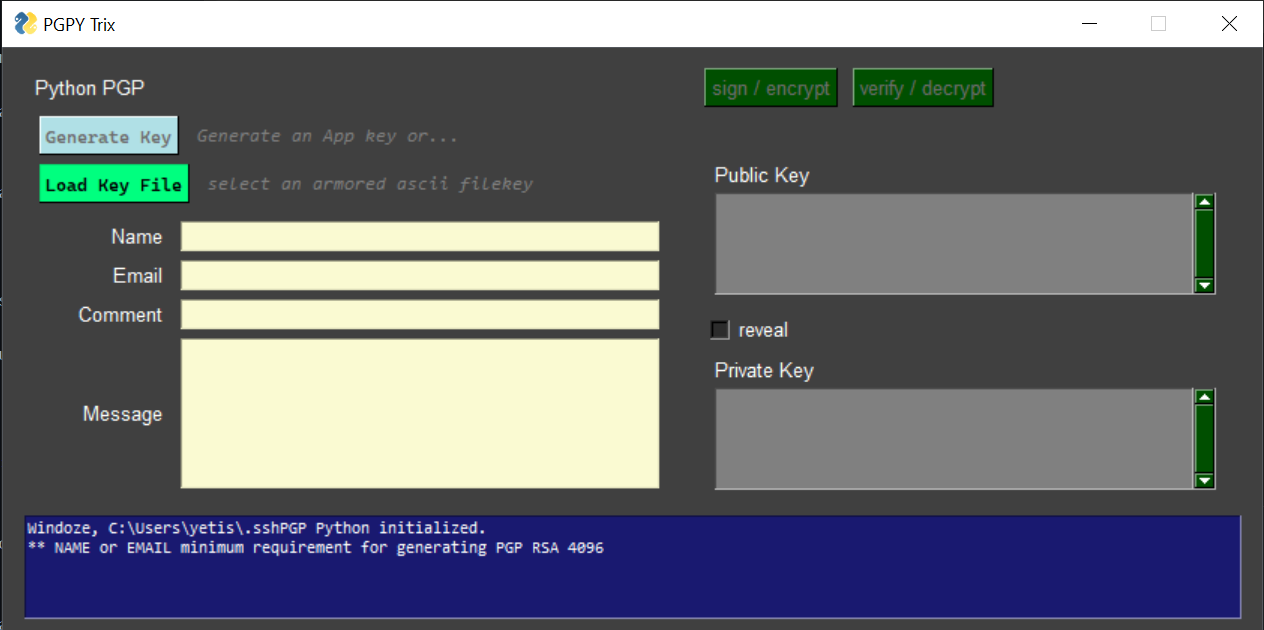 PGPY Trix
Python PGP
sign / encrypt
verify / decrypt
Generate Key
Generate an App key or...
Load Key File
select an armored ascii filekey
Public Key
Name
Email
Comment
reveal
Private Key
Message
Windoze, C:\Users\yetis\.sshPGP Python initialized.
** NAME or EMAIL minimum requirement for generating PGP RSA 4096